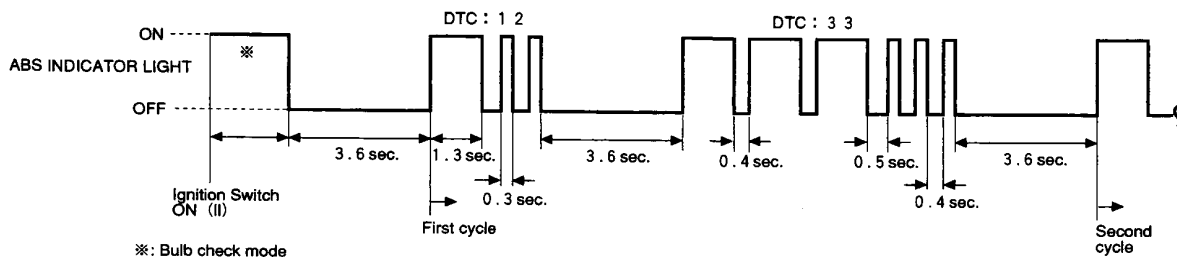 DTC : 1 2
DTC : 3 3
ON
※
ABS INDICATOR LIGHT
OFF
3.6 sec.
1.3 sec.
3.6 sec.
0.4 sec.
0.5 sec.
3.6 sec.
0.3 sec.
0.4 sec.
Ignition Switch
ON (II)
First cycle
Second
cycle
※: Bulb check mode